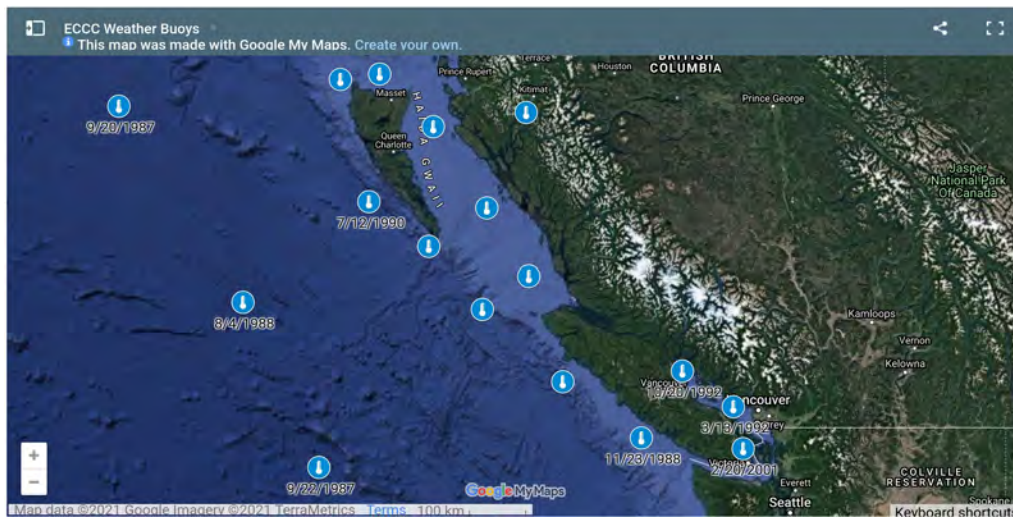 ECCC Weather Buoys
This map was made with Google My Maps. Create your own.
Prince Rupert
Terrace
Houston
BRITISH
COLUMBIA
Masset
Kitimat
Prince George
9/20/1987
HAIDA GWAII
Queen
Charlotte
Jasper
National Park
Of Canada
7/12/1990
8/4/1988
Kamloops
Vernon
Kelowna
3/13/1992
11/23/1988
2/20/2001
9/22/1987
Everett
Seattle
COLVILLE
RESERVATION
Spokane
+
−
Google My Maps
Map data ©2021 Google Imagery ©2021 TerraMetrics Terms 100 km
Keyboard shortcuts